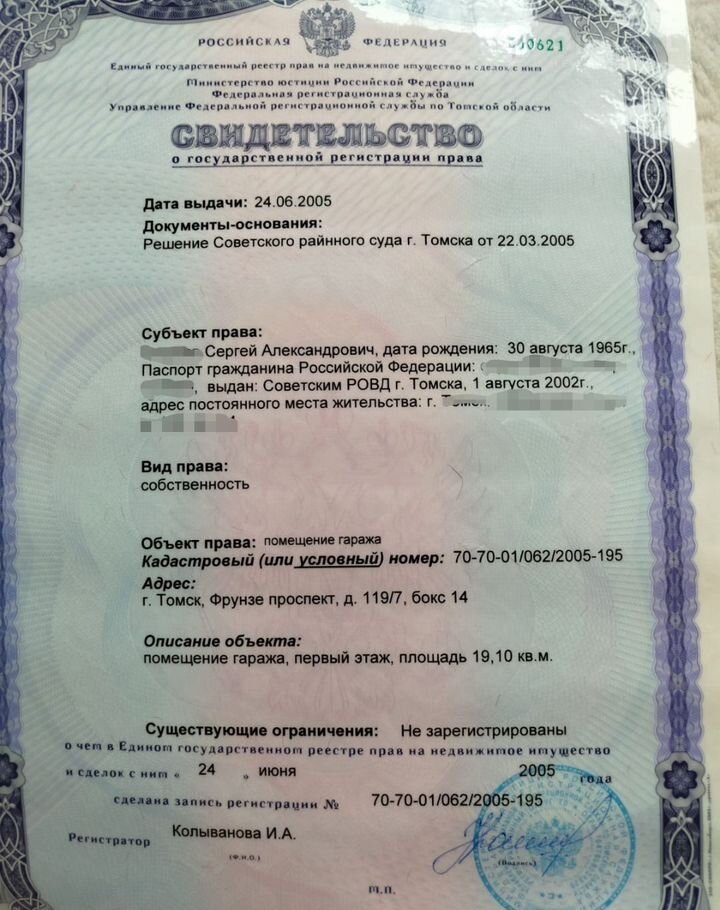 РОССИЙСКАЯ ФЕДЕРАЦИЯ
Единый государственный реестр прав на недвижимое имущество и сделок с ним
Министерство юстиции Российской Федерации
Федеральная регистрационная служба
Управление Федеральной регистрационной службы по Томской области
СВИДЕТЕЛЬСТВО
о государственной регистрации права
Дата выдачи: 24.06.2005
Документы-основания:
Решение Советского райнного суда г. Томска от 22.03.2005
Субъект права:
Сергей Александрович, дата рождения: 30 августа 1965г.,
Паспорт гражданина Российской Федерации:
выдан: Советским РОВД г. Томска, 1 августа 2002г.,
адрес постоянного места жительства: г.
Вид права:
собственность
Объект права: помещение гаража
Кадастровый (или условный) номер: 70-70-01/062/2005-195
Адрес:
г. Томск, Фрунзе проспект, д. 119/7, бокс 14
Описание объекта:
помещение гаража, первый этаж, площадь 19,10 кв.м.
Существующие ограничения: Не зарегистрированы
о чем в Едином государственном реестре прав на недвижимое имущество
и сделок с ним « 24 » июня 2005 года
сделана запись регистрации № 70-70-01/062/2005-195
Регистратор Колыванова И.А.
(Ф.И.О.) (Подпись)
М.П.